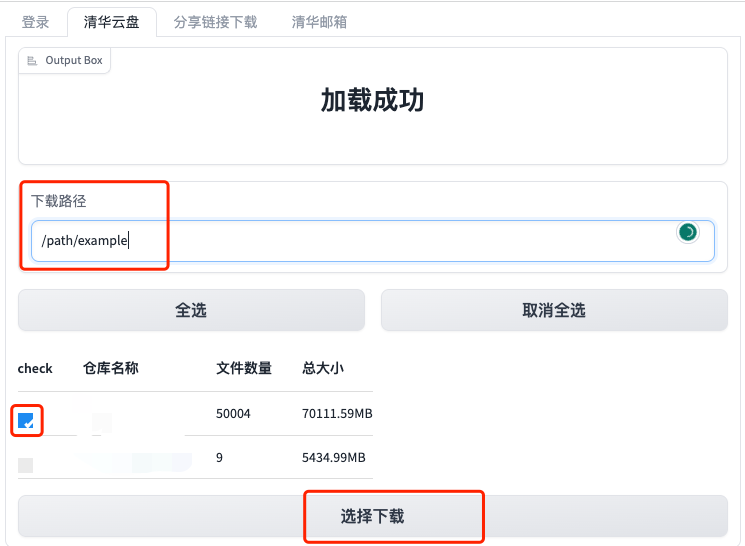 登录 清华云盘 分享链接下载 清华邮箱
Output Box
加载成功
下载路径
/path/example
全选 取消全选
check 仓库名称 文件数量 总大小
50004 70111.59MB
9 5434.99MB
选择下载